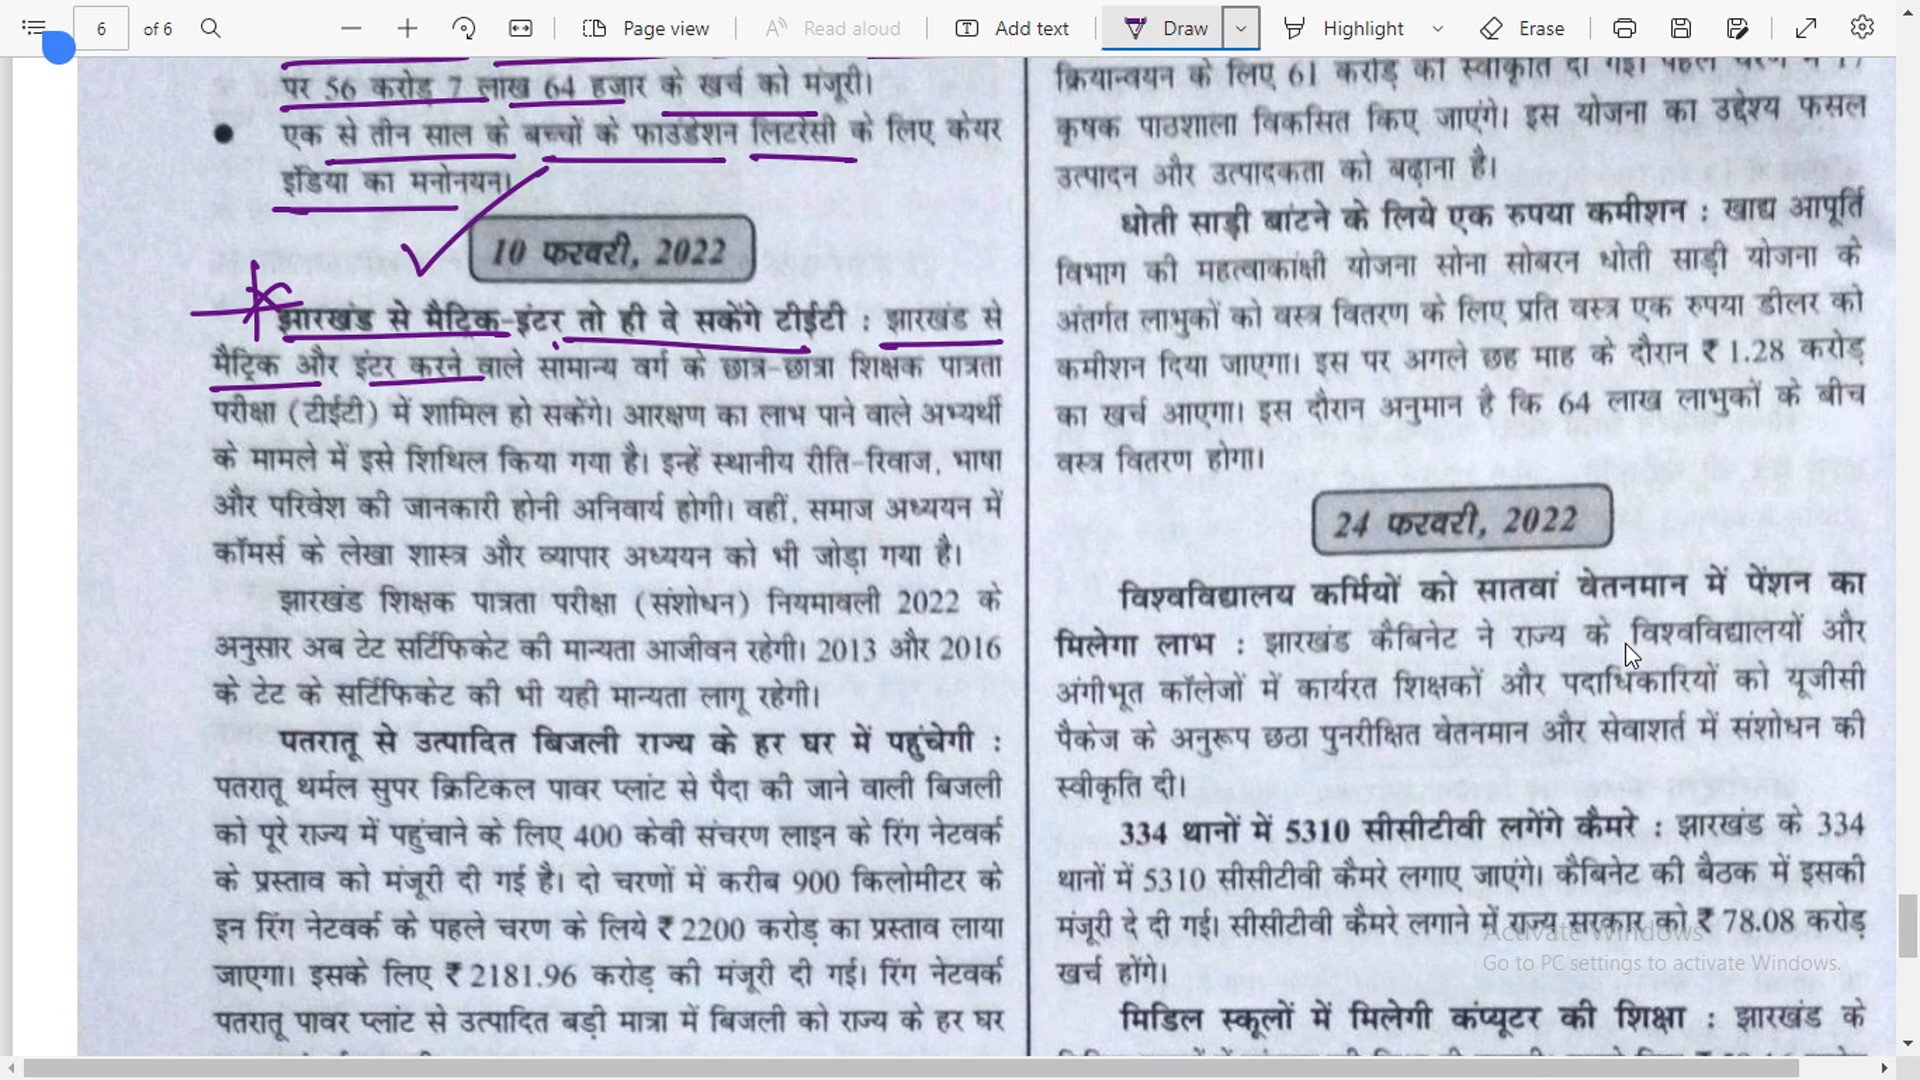 6
of 6
Page view
Read aloud
Add text
Draw
Highlight
Erase
पर 56 करोड़ 7 लाख 64 हजार के खर्च को मंजूरी।
● एक से तीन साल के बच्चों के फाउंडेशन लिटरेसी के लिए केयर
इंडिया का मनोनयन।
10 फरवरी, 2022
झारखंड से मैट्रिक-इंटर तो ही दे सकेंगे टीईटी : झारखंड से
मैट्रिक और इंटर करने वाले सामान्य वर्ग के छात्र-छात्रा शिक्षक पात्रता
परीक्षा (टीईटी) में शामिल हो सकेंगे। आरक्षण का लाभ पाने वाले अभ्यर्थी
के मामले में इसे शिथिल किया गया है। इन्हें स्थानीय रीति-रिवाज, भाषा
और परिवेश की जानकारी होनी अनिवार्य होगी। वहीं, समाज अध्ययन में
कॉमर्स के लेखा शास्त्र और व्यापार अध्ययन को भी जोड़ा गया है।
झारखंड शिक्षक पात्रता परीक्षा (संशोधन) नियमावली 2022 के
अनुसार अब टेट सर्टिफिकेट की मान्यता आजीवन रहेगी। 2013 और 2016
के टेट के सर्टिफिकेट की भी यही मान्यता लागू रहेगी।
पतरातू से उत्पादित बिजली राज्य के हर घर में पहुंचेगी :
पतरातू थर्मल सुपर क्रिटिकल पावर प्लांट से पैदा की जाने वाली बिजली
को पूरे राज्य में पहुंचाने के लिए 400 केवी संचरण लाइन के रिंग नेटवर्क
के प्रस्ताव को मंजूरी दी गई है। दो चरणों में करीब 900 किलोमीटर के
इन रिंग नेटवर्क के पहले चरण के लिये ₹ 2200 करोड़ का प्रस्ताव लाया
जाएगा। इसके लिए ₹ 2181.96 करोड़ की मंजूरी दी गई। रिंग नेटवर्क
पतरातू पावर प्लांट से उत्पादित बड़ी मात्रा में बिजली को राज्य के हर घर
क्रियान्वयन के लिए 61 करोड़ की स्वीकृति दी गई। पहले चरण में 17
कृषक पाठशाला विकसित किए जाएंगे। इस योजना का उद्देश्य फसल
उत्पादन और उत्पादकता को बढ़ाना है।
धोती साड़ी बांटने के लिये एक रुपया कमीशन : खाद्य आपूर्ति
विभाग की महत्वाकांक्षी योजना सोना सोबरन धोती साड़ी योजना के
अंतर्गत लाभुकों को वस्त्र वितरण के लिए प्रति वस्त्र एक रुपया डीलर को
कमीशन दिया जाएगा। इस पर अगले छह माह के दौरान ₹ 1.28 करोड़
का खर्च आएगा। इस दौरान अनुमान है कि 64 लाख लाभुकों के बीच
वस्त्र वितरण होगा।
24 फरवरी, 2022
विश्वविद्यालय कर्मियों को सातवां वेतनमान में पेंशन का
मिलेगा लाभ : झारखंड कैबिनेट ने राज्य के विश्वविद्यालयों और
अंगीभूत कॉलेजों में कार्यरत शिक्षकों और पदाधिकारियों को यूजीसी
पैकेज के अनुरूप छठा पुनरीक्षित वेतनमान और सेवाशर्त में संशोधन की
स्वीकृति दी।
334 थानों में 5310 सीसीटीवी लगेंगे कैमरे : झारखंड के 334
थानों में 5310 सीसीटीवी कैमरे लगाए जाएंगे। कैबिनेट की बैठक में इसकी
मंजूरी दे दी गई। सीसीटीवी कैमरे लगाने में राज्य सरकार को ₹ 78.08 करोड़
खर्च होंगे।
मिडिल स्कूलों में मिलेगी कंप्यूटर की शिक्षा : झारखंड के
Activate Windows
Go to PC settings to activate Windows.